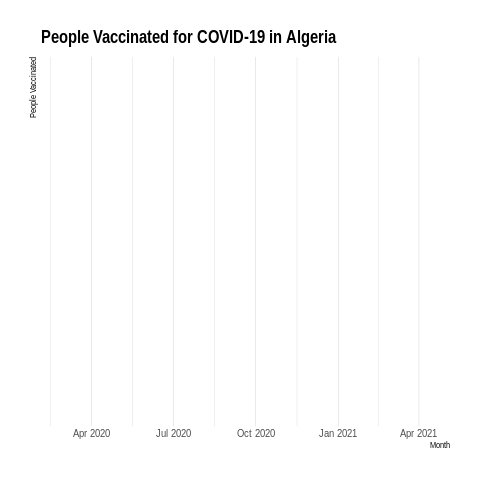 People Vaccinated for COVID-19 in Algeria
People Vaccinated
Apr 2020
Jul 2020
Oct 2020
Jan 2021
Apr 2021
Month